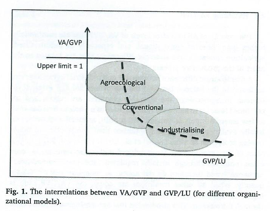 VA/GVP
Upper limit = 1
Agroecological
Conventional
Industrialising
GVP/LU
Fig. 1. The interrelations between VA/GVP and GVP/LU (for different organi-
zational models).